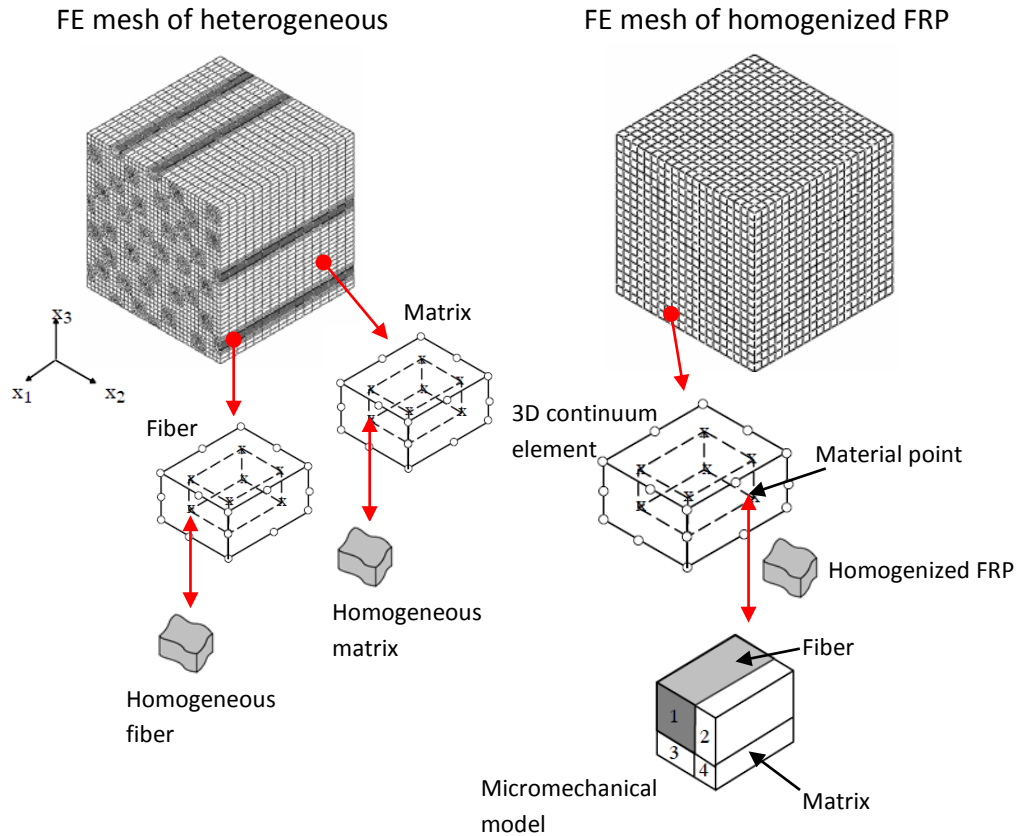 FE mesh of heterogeneous
FE mesh of homogenized FRP
x3
x1
x2
Matrix
Fiber
x
x
x
x
x
x
x
x
x
x
x
x
x
x
Homogeneous
matrix
Homogeneous
fiber
3D continuum
element
Material point
x
x
x
x
x
x
x
x
Homogenized FRP
Fiber
1
2
3
4
Micromechanical
model
Matrix